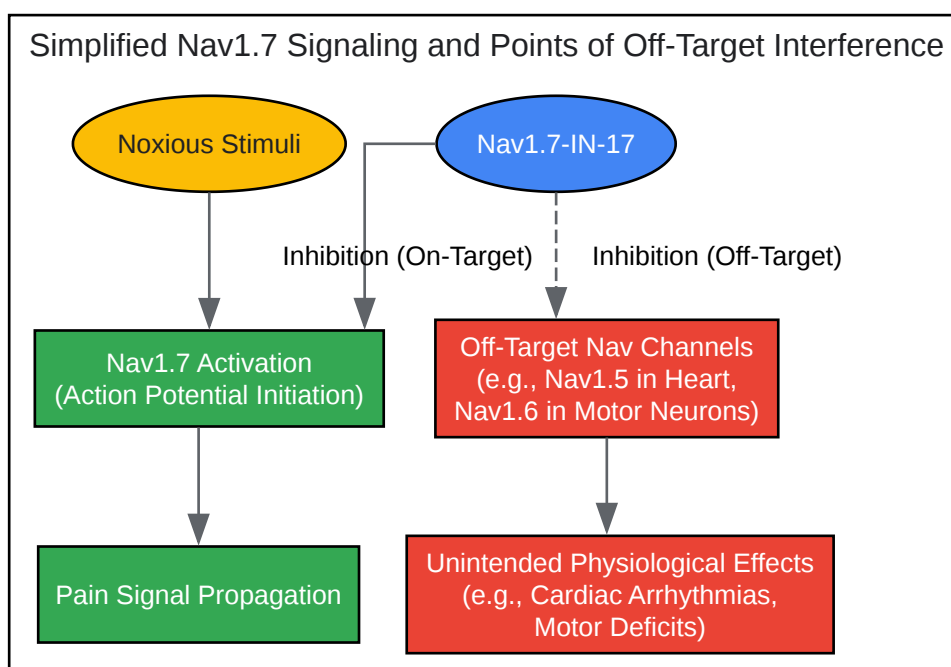 Simplified Nav1.7 Signaling and Points of Off-Target Interference
Noxious Stimuli
Nav1.7-IN-17
Inhibition (On-Target)
Inhibition (Off-Target)
Nav1.7 Activation
(Action Potential Initiation)
Off-Target Nav Channels
(e.g., Nav1.5 in Heart,
Nav1.6 in Motor Neurons)
Pain Signal Propagation
Unintended Physiological Effects
(e.g., Cardiac Arrhythmias,
Motor Deficits)